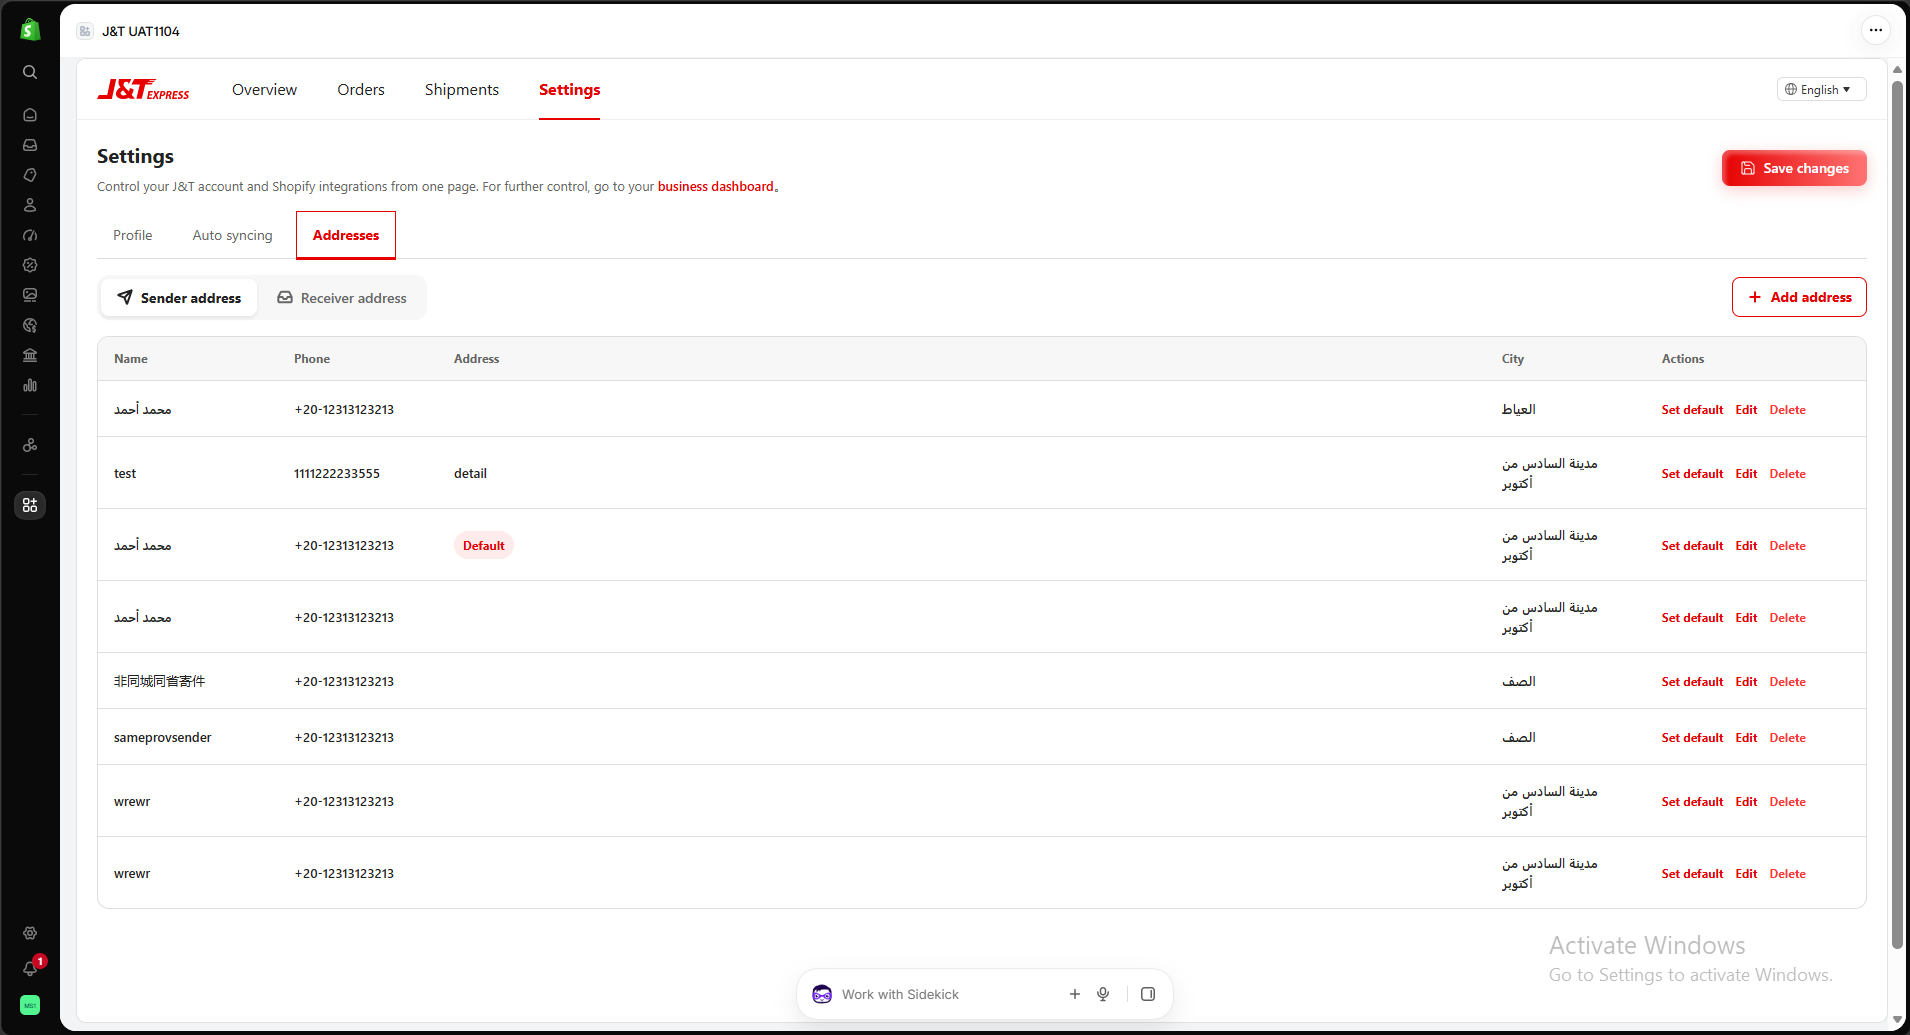 J&T UAT1104
J&T EXPRESS
Overview
Orders
Shipments
Settings
English
Settings
Control your J&T account and Shopify integrations from one page. For further control, go to your business dashboard。
Save changes
Profile
Auto syncing
Addresses
Sender address
Receiver address
+ Add address
Name Phone Address City Actions
محمد أحمد +20-12313123213 العياط Set default Edit Delete
test 1111222233555 detail مدينة السادس من
أكتوبر Set default Edit Delete
محمد أحمد +20-12313123213 Default مدينة السادس من
أكتوبر Set default Edit Delete
محمد أحمد +20-12313123213 مدينة السادس من
أكتوبر Set default Edit Delete
非同城同省寄件 +20-12313123213 الصف Set default Edit Delete
sameprovsender +20-12313123213 الصف Set default Edit Delete
wrewr +20-12313123213 مدينة السادس من
أكتوبر Set default Edit Delete
wrewr +20-12313123213 مدينة السادس من
أكتوبر Set default Edit Delete
Activate Windows
Go to Settings to activate Windows.
1
MST
Work with Sidekick